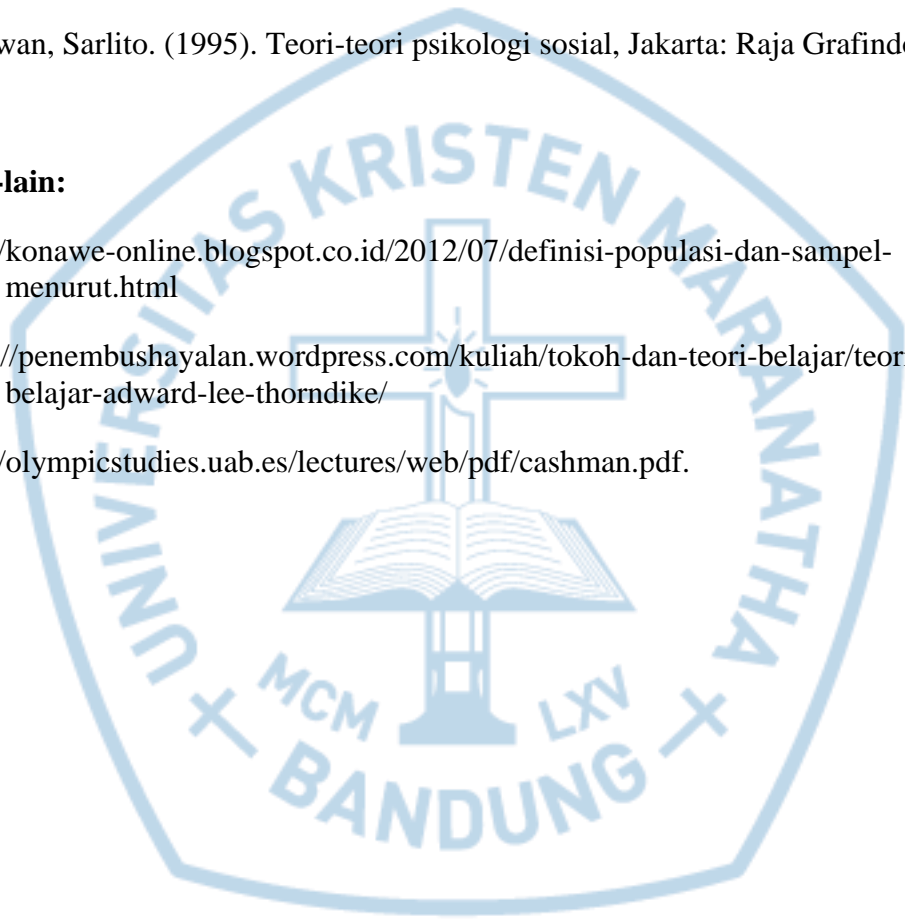 wan, Sarlito. (1995). Teori-teori psikologi sosial, Jakarta: Raja Grafindo
-lain:
/konawe-online.blogspot.co.id/2012/07/definisi-populasi-dan-sampel-
menurut.html
//penembushayalan.wordpress.com/kuliah/tokoh-dan-teori-belajar/teori
belajar-adward-lee-thorndike/
/olympicstudies.uab.es/lectures/web/pdf/cashman.pdf.
UNIVERSITAS KRISTEN MARANATHA
MCM LXV
BANDUNG